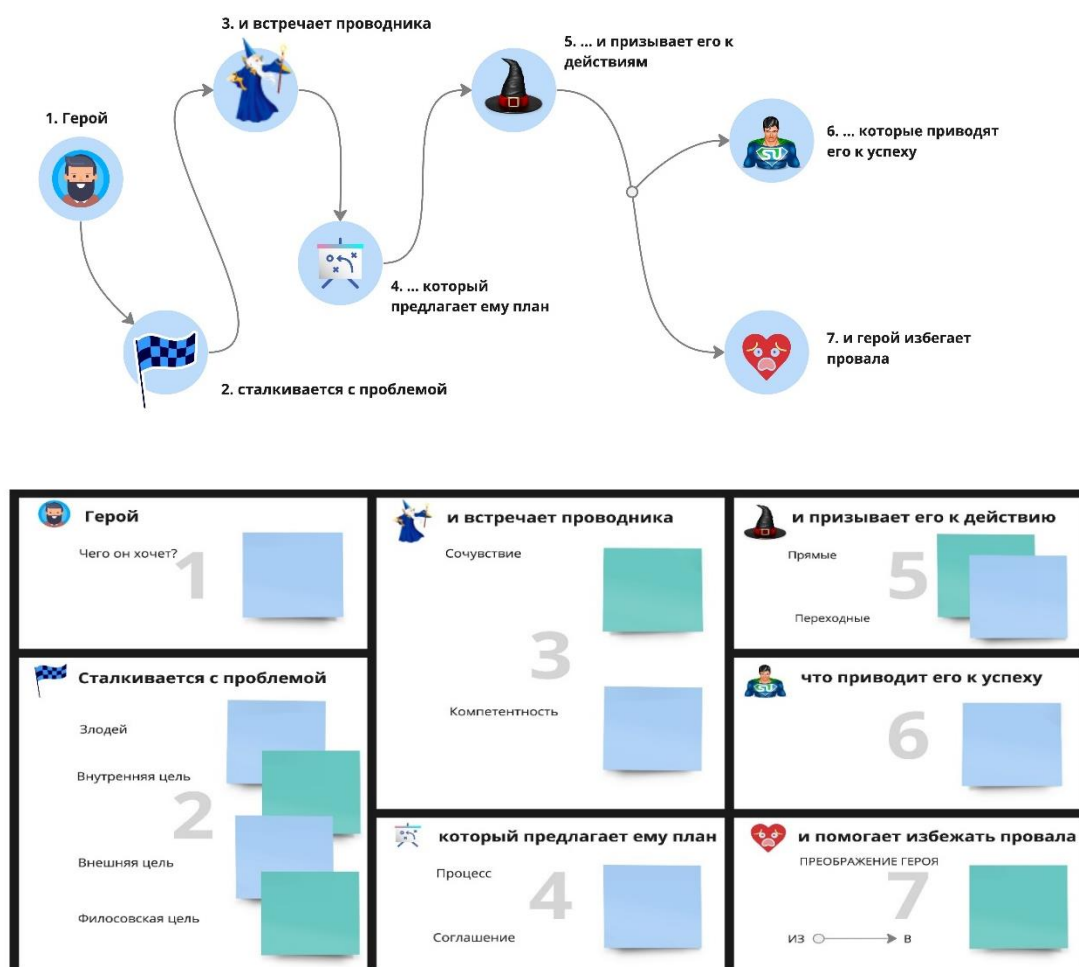 3. и встречает проводника
5. ... и призывает его к
действиям
1. Герой
6. ... которые приводят
его к успеху
4. ... который
предлагает ему план
7. и герой избегает
провала
2. сталкивается с проблемой
Герой
Чего он хочет?
1
Сталкивается с проблемой
Злодей
Внутренняя цель
2
Внешняя цель
Филосовская цель
и встречает проводника
Сочувствие
3
Компетентность
который предлагает ему план
Процесс
4
Соглашение
и призывает его к действию
Прямые
5
Переходные
что приводит его к успеху
6
и помогает избежать провала
ПРЕОБРАЖЕНИЕ ГЕРОЯ
7
ИЗ
В